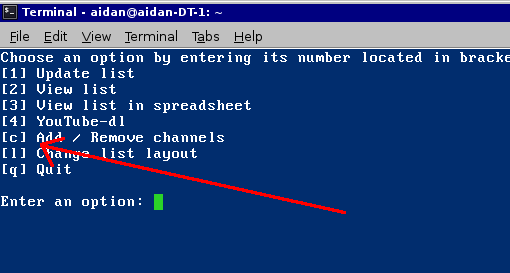 Terminal - aidan@aidan-DT-1: ~
File Edit View Terminal Tabs Help
Choose an option by entering its number located in bracke
[1] Update list
[2] View list
[3] View list in spreadsheet
[4] YouTube-dl
[c] Add / Remove channels
[l] Change list layout
[q] Quit
Enter an option: